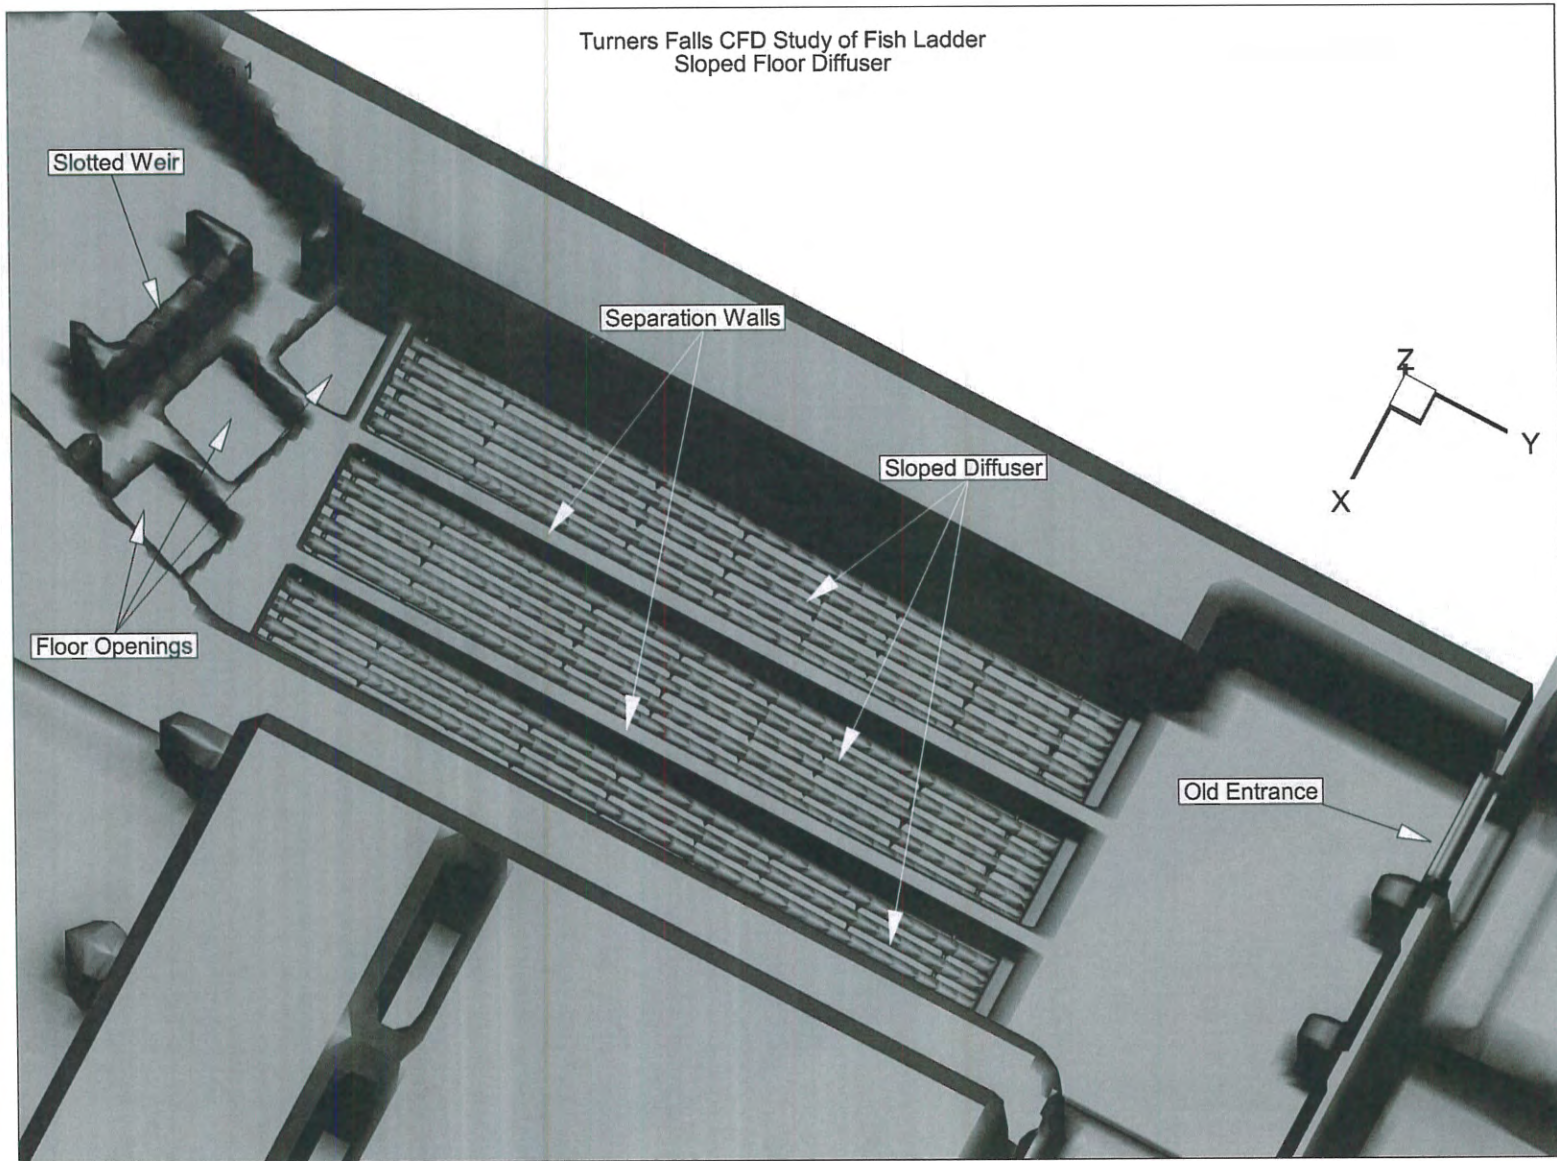 Turners Falls CFD Study of Fish Ladder
Sloped Floor Diffuser
Slotted Weir
Separation Walls
Z
Y
X
Sloped Diffuser
Floor Openings
Old Entrance